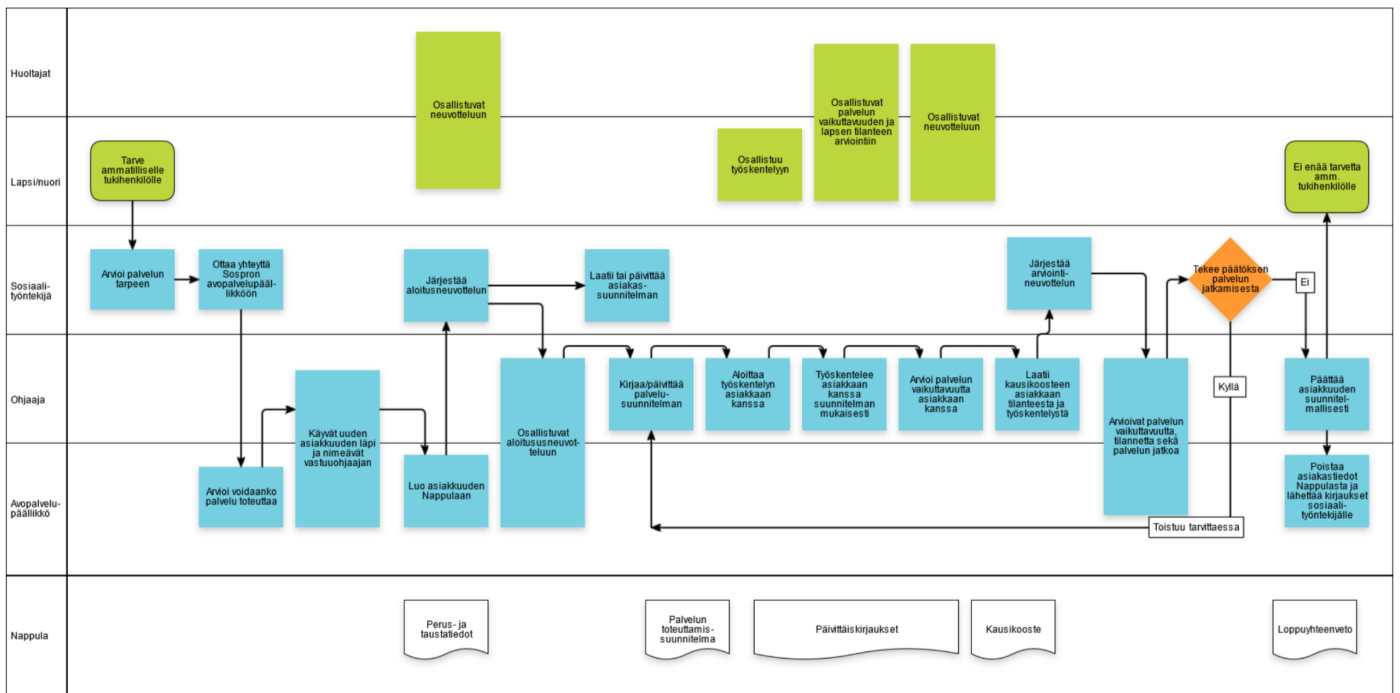 Huoltajat
Osallistuvat
neuvotteluun
Osallistuvat
palvelun
vaikuttavuuden ja
lapsen tilanteen
arviointiin
Osallistuvat
neuvotteluun
Lapsi/nuori
Tarve
ammatilliselle
tukihenkilölle
Osallistuu
työskentelyyn
Ei enää tarvetta
amm.
tukihenkilölle
Sosiaali-
työntekijä
Arvioi palvelun
tarpeen
Ottaa yhteyttä
Sospron
avopalvelupääl-
likköön
Järjestää
aloitusneuvottelun
Laatii tai päivittää
asiakas-
suunnitelman
Järjestää
arviointi-
neuvottelun
Tekee päätöksen
palvelun
jatkamisesta
Ei
Ohjaaja
Käyvät uuden
asiakkuuden läpi
ja nimeävät
vastuuohjaajan
Osallistuvat
aloitususneuvot-
teluun
Kirjaa/päivittää
palvelu-
suunnitelman
Aloittaa
työskentelyn
asiakkaan
kanssa
Työskentelee
asiakkaan
kanssa
suunnitelman
mukaisesti
Arvioi palvelun
vaikuttavuutta
asiakkaan
kanssa
Laatii
kausikoosteen
asiakkaan
tilanteesta ja
työskentelystä
Arvioivat palvelun
vaikuttavuutta,
tilannetta sekä
palvelun jatkoa
Kyllä
Päättää
asiakkuuden
suunnitel-
mallisesti
Avopalvelu-
päällikkö
Arvioi voidaanko
palvelu toteuttaa
Luo asiakkuuden
Nappulaan
Toistuu tarvittaessa
Poistaa
asiakastiedot
Nappulasta ja
lähettää kirjaukset
sosiaali-
työntekijälle
Nappula
Perus- ja
taustatiedot
Palvelun
toteuttamis-
suunnitelma
Päivittäiskirjaukset
Kausikooste
Loppuyhteenveto